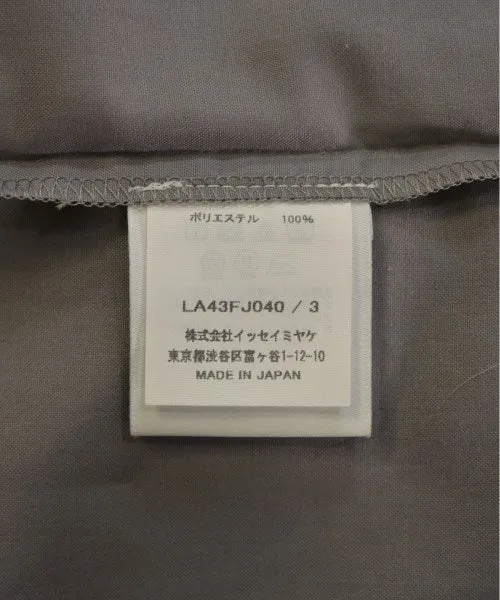 ポリエステル 100%
LA43FJ040 / 3
株式会社イッセイミヤケ
東京都渋谷区富ヶ谷1-12-10
MADE IN JAPAN